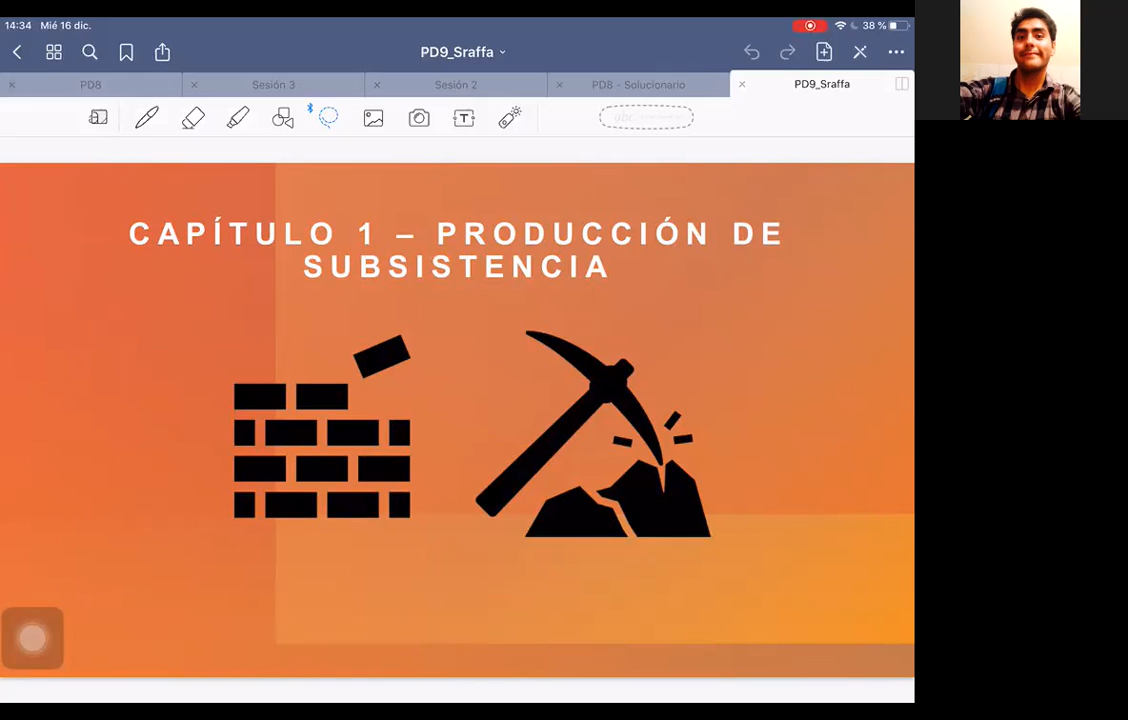 14:34 Mié 16 dic.
38 %
PD9_Sraffa
PD8
Sesión 3
Sesión 2
PD8 - Solucionario
PD9_Sraffa
T
CAPÍTULO 1 – PRODUCCIÓN DE
SUBSISTENCIA